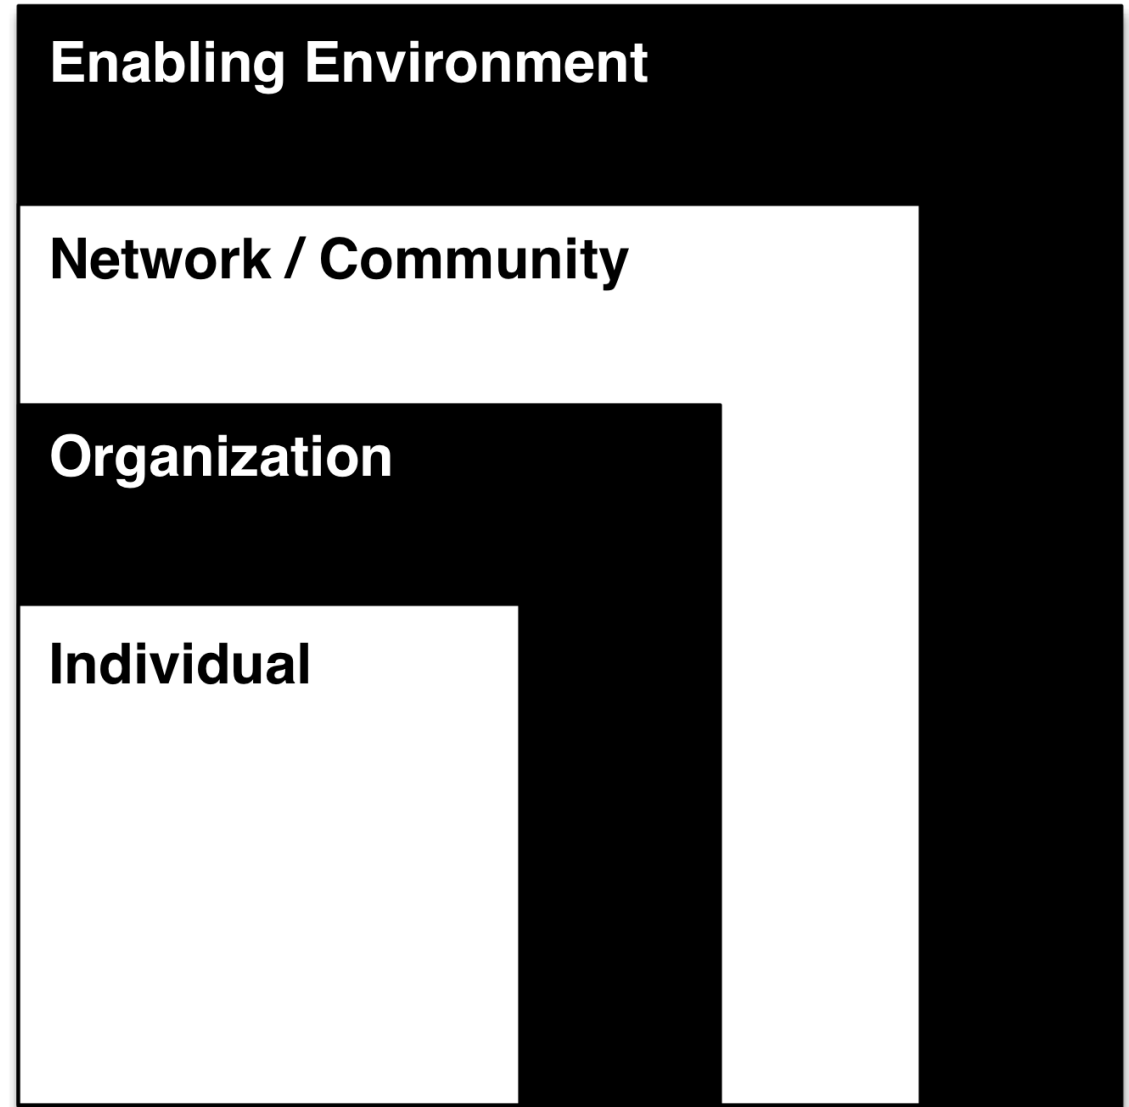 Enabling Environment
Network / Community
Organization
Individual